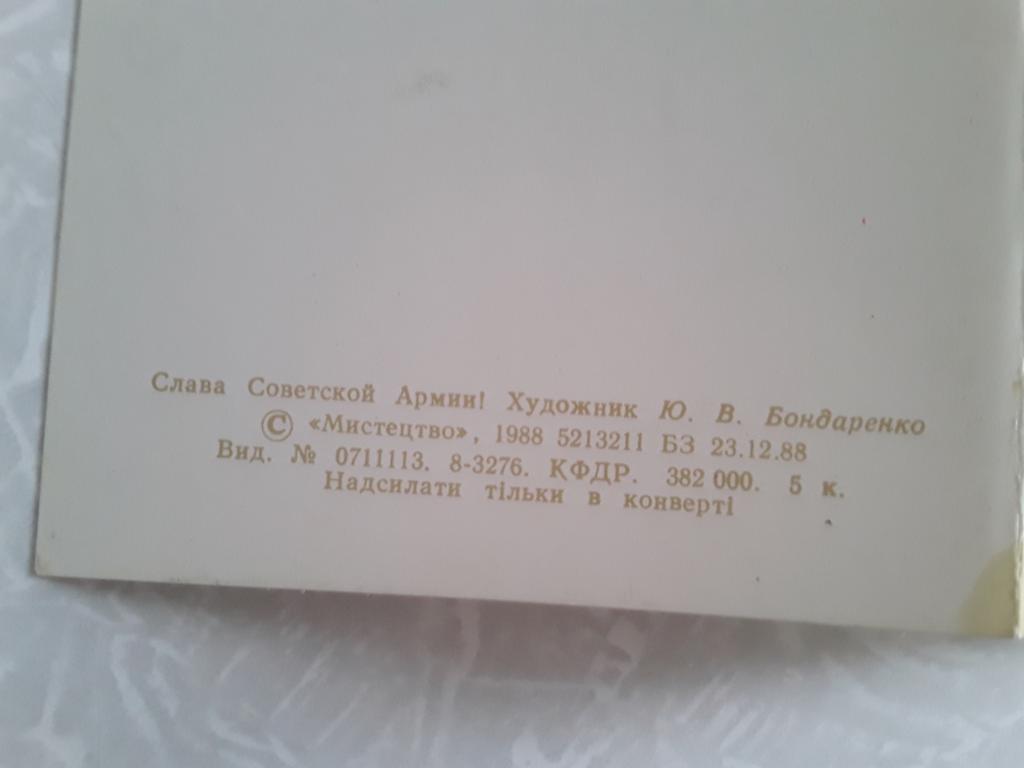 Слава Советской Армии! Художник Ю. В. Бондаренко
© «Мистецтво», 1988 5213211 БЗ 23.12.88
Вид. № 0711113. 8-3276. КФДР. 382 000. 5 к.
Надсилати тільки в конверті